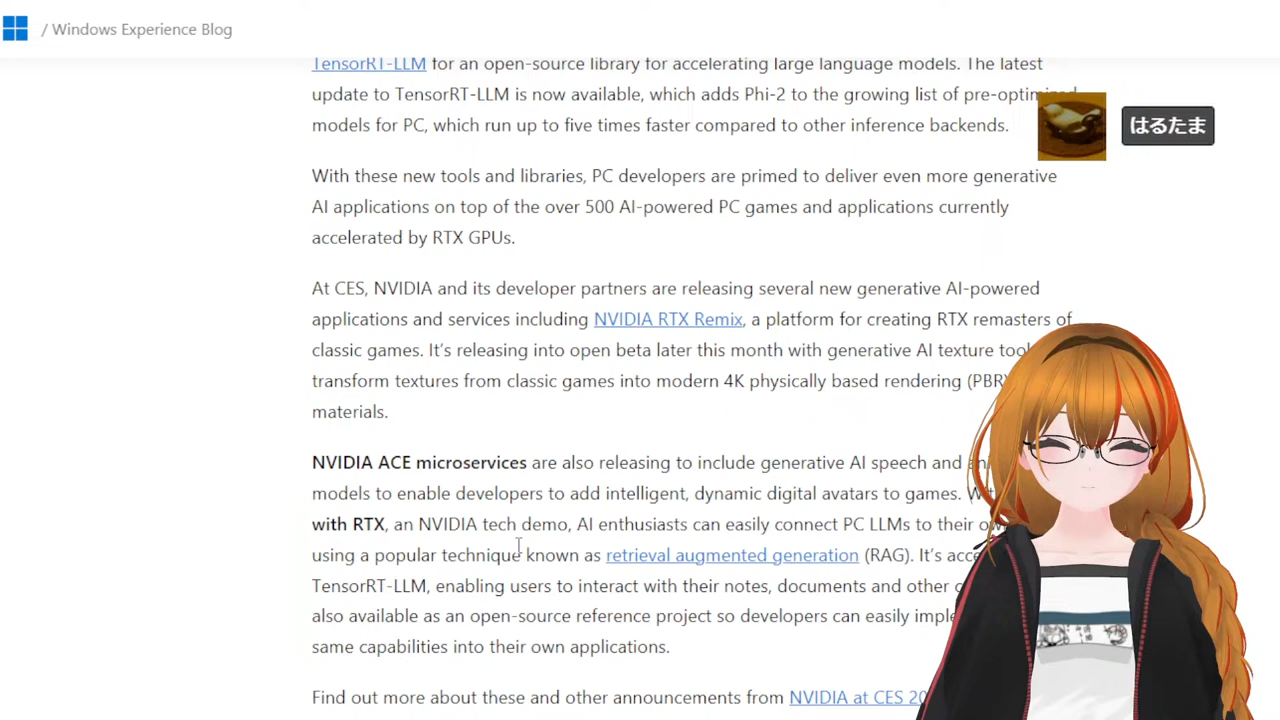 / Windows Experience Blog
TensorRT-LLM for an open-source library for accelerating large language models. The latest
update to TensorRT-LLM is now available, which adds Phi-2 to the growing list of pre-optimized
models for PC, which run up to five times faster compared to other inference backends.
はるたま
With these new tools and libraries, PC developers are primed to deliver even more generative
AI applications on top of the over 500 AI-powered PC games and applications currently
accelerated by RTX GPUs.
At CES, NVIDIA and its developer partners are releasing several new generative AI-powered
applications and services including NVIDIA RTX Remix, a platform for creating RTX remasters of
classic games. It’s releasing into open beta later this month with generative AI texture
transform textures from classic games into modern 4K physically based rendering (PBR)
materials.
NVIDIA ACE microservices are also releasing to include generative AI speech and
models to enable developers to add intelligent, dynamic digital avatars to games.
with RTX, an NVIDIA tech demo, AI enthusiasts can easily connect PC LLMs to their
using a popular technique known as retrieval augmented generation (RAG). It’s
TensorRT-LLM, enabling users to interact with their notes, documents and other
also available as an open-source reference project so developers can easily
same capabilities into their own applications.
Find out more about these and other announcements from NVIDIA at CES